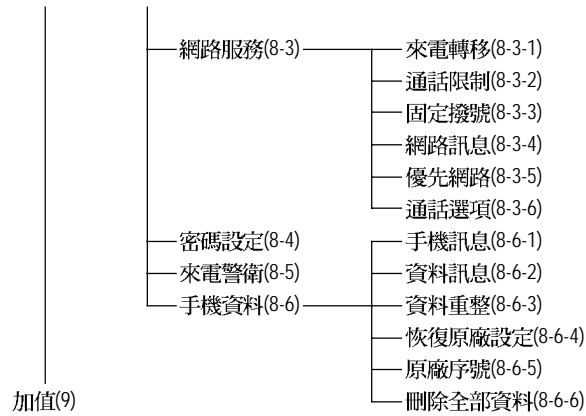 網路服務(8-3) 來電轉移(8-3-1)
通話限制(8-3-2)
固定撥號(8-3-3)
網路訊息(8-3-4)
優先網路(8-3-5)
通話選項(8-3-6)
密碼設定(8-4) 手機訊息(8-6-1)
來電警衛(8-5) 資料訊息(8-6-2)
手機資料(8-6) 資料重整(8-6-3)
恢復原廠設定(8-6-4)
原廠序號(8-6-5)
加值(9) 刪除全部資料(8-6-6)